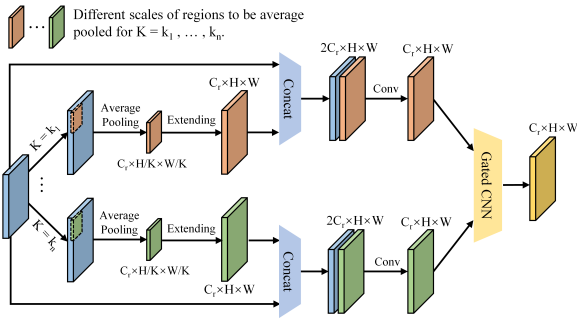 Different scales of regions to be average
pooled for K = k₁ , … , kₙ.
2Cᵣ×H×W
Cᵣ×H×W
Cᵣ×H×W
Concat
Conv
K = k₁
Average
Pooling
Extending
Cᵣ×H/K×W/K
Cᵣ×H×W
Gated CNN
K = kₙ
Average
Pooling
Extending
Cᵣ×H/K×W/K
Cᵣ×H×W
Concat
2Cᵣ×H×W
Cᵣ×H×W
Conv